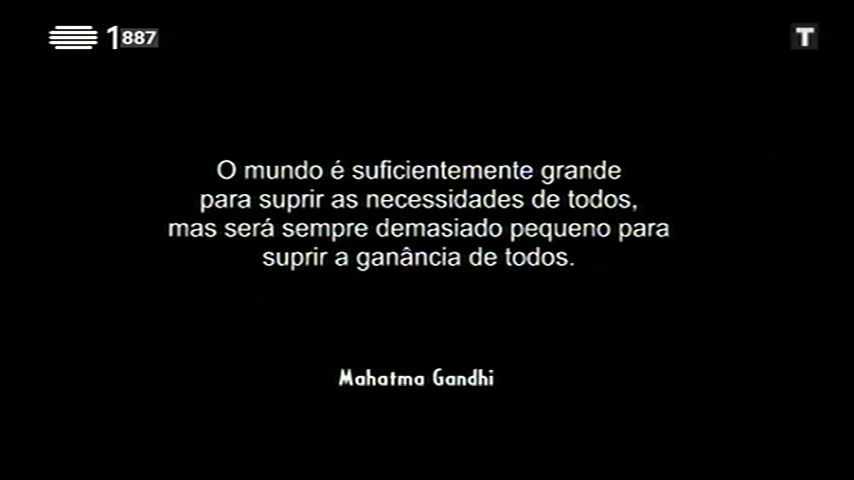 1 887
T
O mundo é suficientemente grande
para suprir as necessidades de todos,
mas será sempre demasiado pequeno para
suprir a ganância de todos.
Mahatma Gandhi